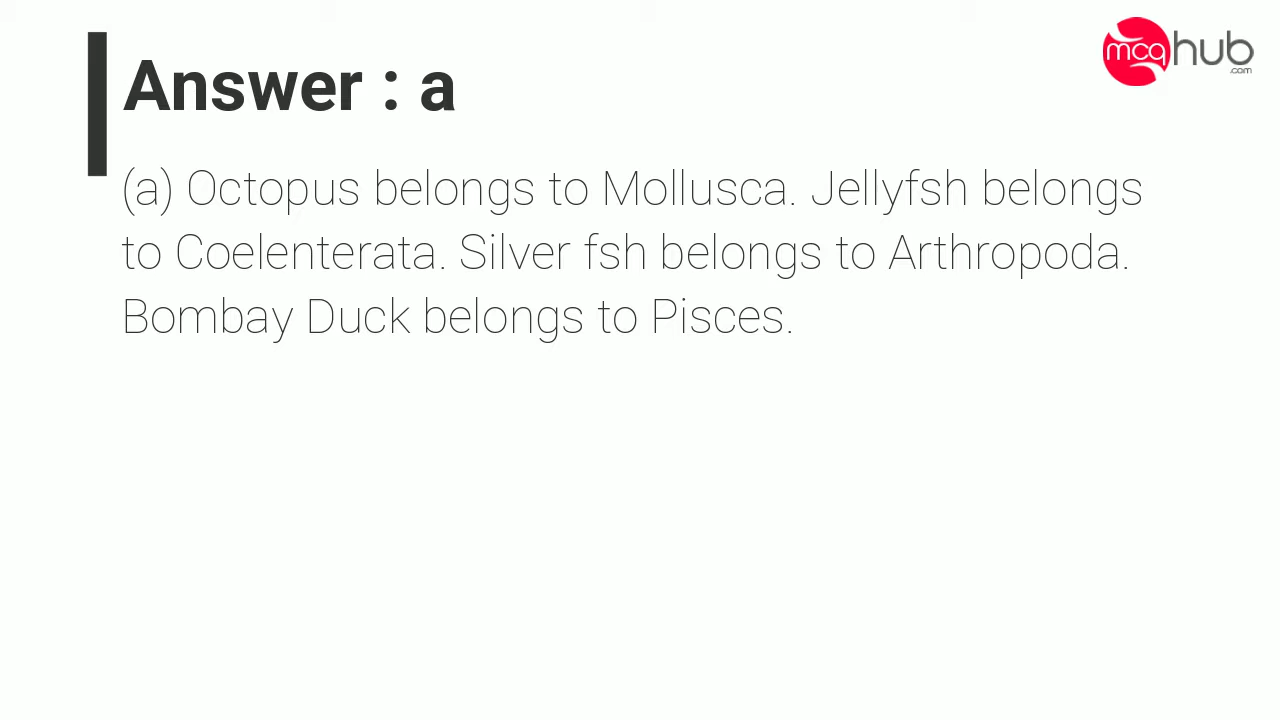 mcqhub
.com
Answer : a
(a) Octopus belongs to Mollusca. Jellyfsh belongs
to Coelenterata. Silver fsh belongs to Arthropoda.
Bombay Duck belongs to Pisces.